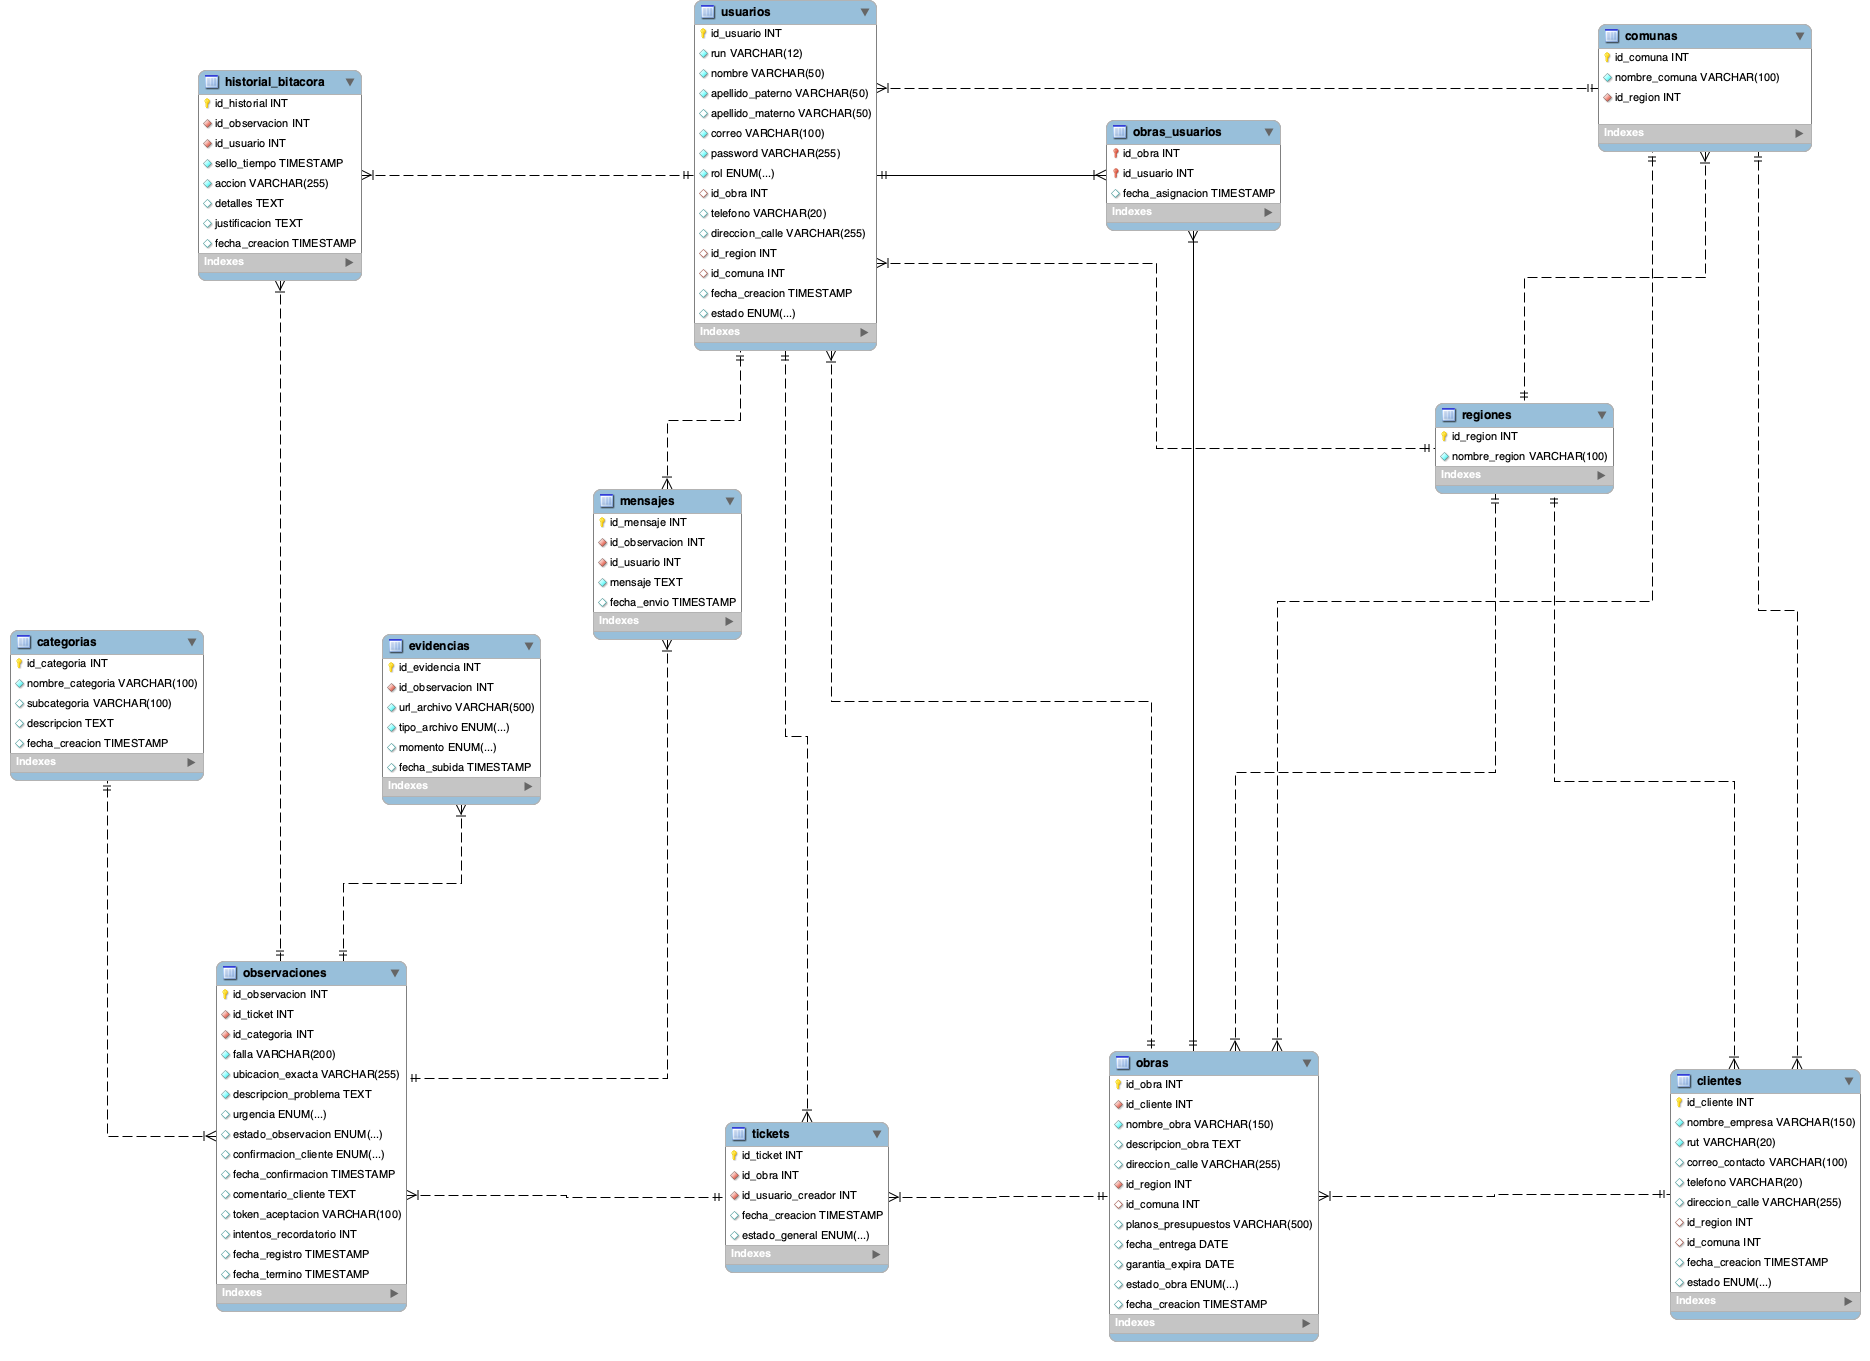 usuarios
id_usuario INT
run VARCHAR(12)
nombre VARCHAR(50)
apellido_paterno VARCHAR(50)
apellido_materno VARCHAR(50)
correo VARCHAR(100)
password VARCHAR(255)
rol ENUM(...)
id_obra INT
telefono VARCHAR(20)
direccion_calle VARCHAR(255)
id_region INT
id_comuna INT
fecha_creacion TIMESTAMP
estado ENUM(...)
Indexes
comunas
id_comuna INT
nombre_comuna VARCHAR(100)
id_region INT
Indexes
historial_bitacora
id_historial INT
id_observacion INT
id_usuario INT
sello_tiempo TIMESTAMP
accion VARCHAR(255)
detalles TEXT
justificacion TEXT
fecha_creacion TIMESTAMP
Indexes
obras_usuarios
id_obra INT
id_usuario INT
fecha_asignacion TIMESTAMP
Indexes
regiones
id_region INT
nombre_region VARCHAR(100)
Indexes
mensajes
id_mensaje INT
id_observacion INT
id_usuario INT
mensaje TEXT
fecha_envio TIMESTAMP
Indexes
categorias
id_categoria INT
nombre_categoria VARCHAR(100)
subcategoria VARCHAR(100)
descripcion TEXT
fecha_creacion TIMESTAMP
Indexes
evidencias
id_evidencia INT
id_observacion INT
url_archivo VARCHAR(500)
tipo_archivo ENUM(...)
momento ENUM(...)
fecha_subida TIMESTAMP
Indexes
observaciones
id_observacion INT
id_ticket INT
id_categoria INT
falla VARCHAR(200)
ubicacion_exacta VARCHAR(255)
descripcion_problema TEXT
urgencia ENUM(...)
estado_observacion ENUM(...)
confirmacion_cliente ENUM(...)
fecha_confirmacion TIMESTAMP
comentario_cliente TEXT
token_aceptacion VARCHAR(100)
intentos_recordatorio INT
fecha_registro TIMESTAMP
fecha_termino TIMESTAMP
Indexes
tickets
id_ticket INT
id_obra INT
id_usuario_creador INT
fecha_creacion TIMESTAMP
estado_general ENUM(...)
Indexes
obras
id_obra INT
id_cliente INT
nombre_obra VARCHAR(150)
descripcion_obra TEXT
direccion_calle VARCHAR(255)
id_region INT
id_comuna INT
planos_presupuestos VARCHAR(500)
fecha_entrega DATE
garantia_expira DATE
estado_obra ENUM(...)
fecha_creacion TIMESTAMP
Indexes
clientes
id_cliente INT
nombre_empresa VARCHAR(150)
rut VARCHAR(20)
correo_contacto VARCHAR(100)
telefono VARCHAR(20)
direccion_calle VARCHAR(255)
id_region INT
id_comuna INT
fecha_creacion TIMESTAMP
estado ENUM(...)
Indexes